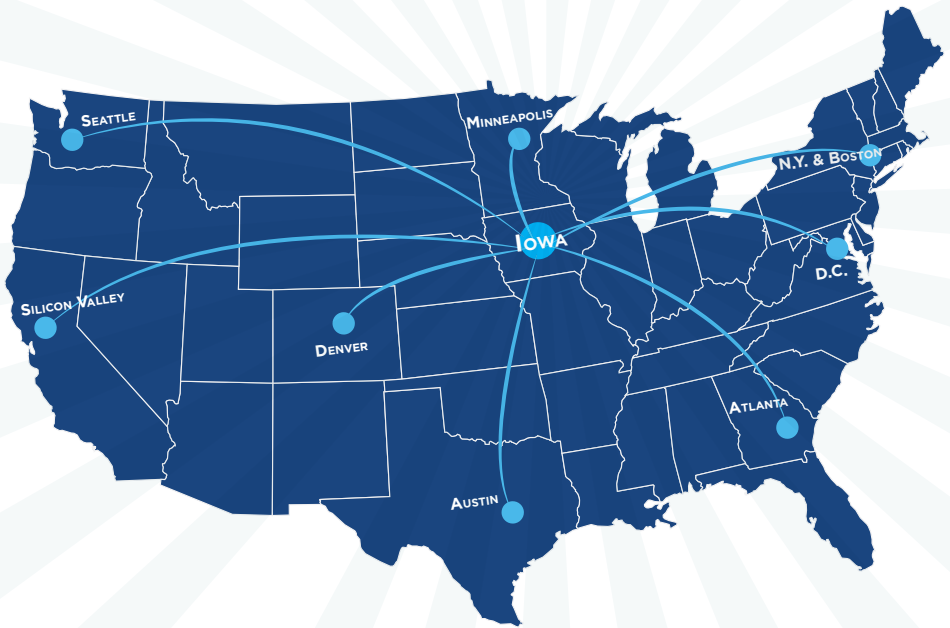 Seattle
Minneapolis
N.Y. & Boston
Iowa
D.C.
Silicon Valley
Denver
Atlanta
Austin